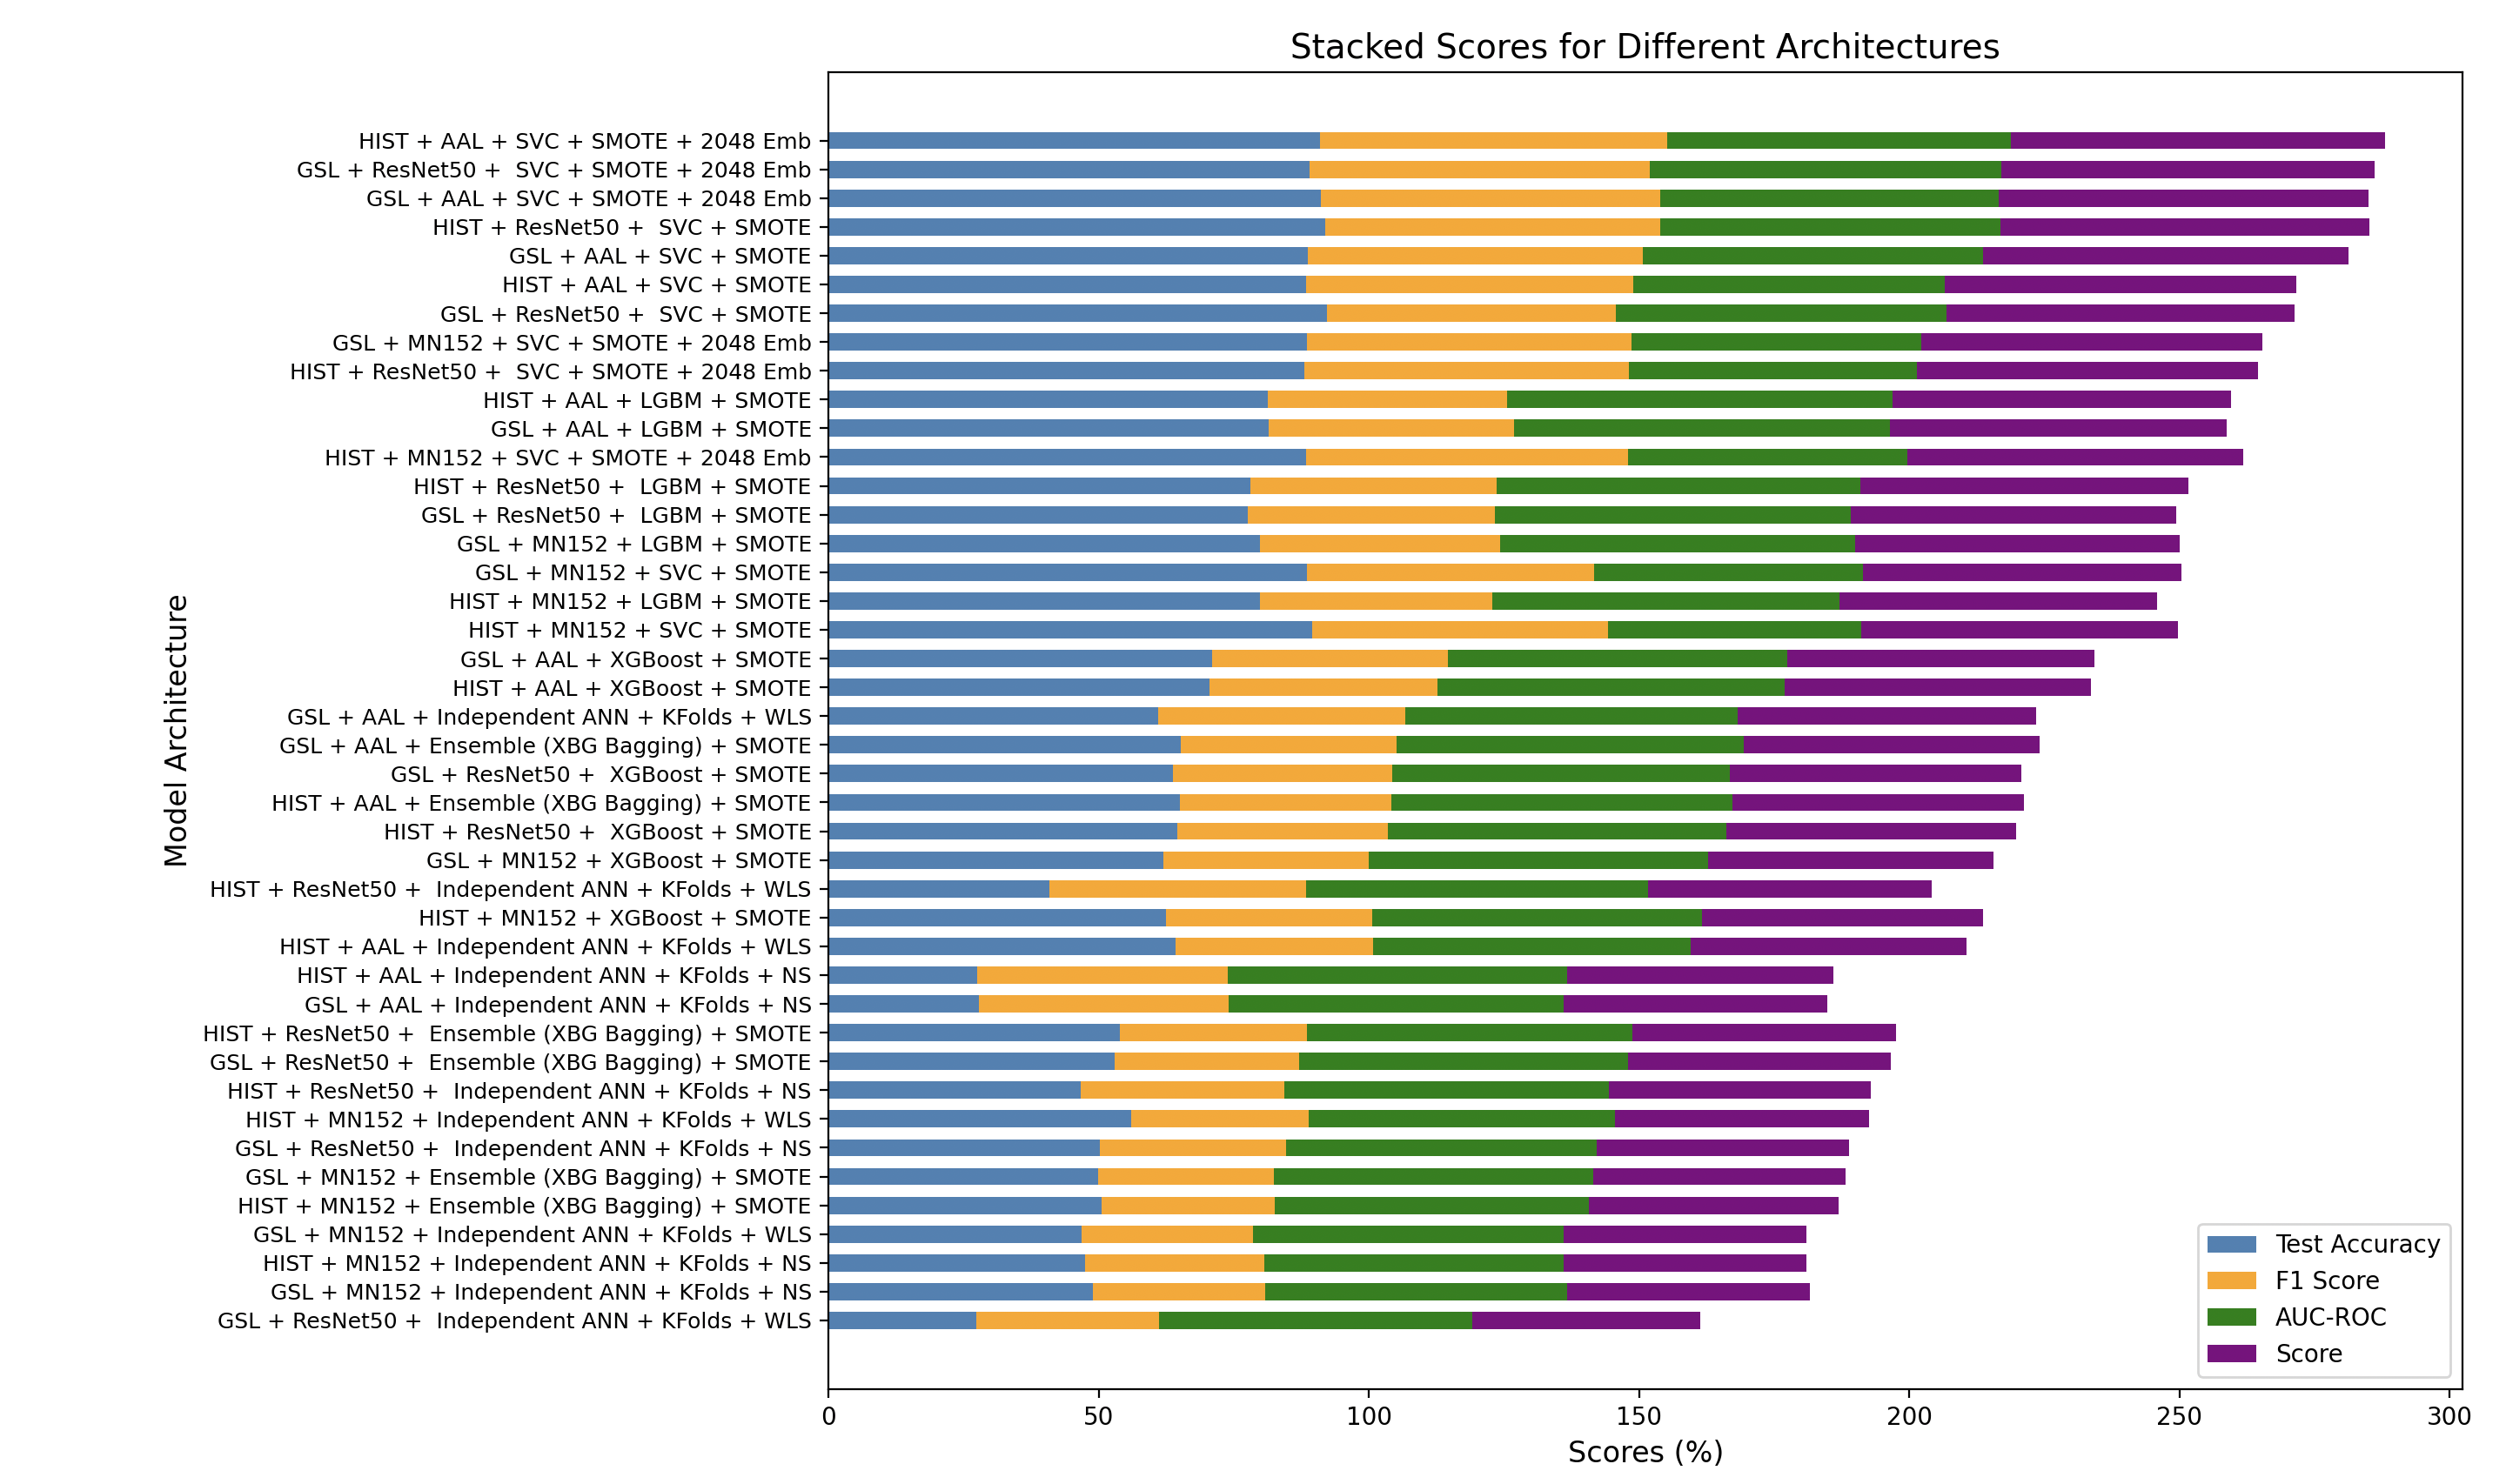 Stacked Scores for Different Architectures
HIST + AAL + SVC + SMOTE + 2048 Emb
GSL + ResNet50 +  SVC + SMOTE + 2048 Emb
GSL + AAL + SVC + SMOTE + 2048 Emb
HIST + ResNet50 +  SVC + SMOTE
GSL + AAL + SVC + SMOTE
HIST + AAL + SVC + SMOTE
GSL + ResNet50 +  SVC + SMOTE
GSL + MN152 + SVC + SMOTE + 2048 Emb
HIST + ResNet50 +  SVC + SMOTE + 2048 Emb
HIST + AAL + LGBM + SMOTE
GSL + AAL + LGBM + SMOTE
HIST + MN152 + SVC + SMOTE + 2048 Emb
HIST + ResNet50 +  LGBM + SMOTE
GSL + ResNet50 +  LGBM + SMOTE
GSL + MN152 + LGBM + SMOTE
GSL + MN152 + SVC + SMOTE
HIST + MN152 + LGBM + SMOTE
HIST + MN152 + SVC + SMOTE
GSL + AAL + XGBoost + SMOTE
HIST + AAL + XGBoost + SMOTE
GSL + AAL + Independent ANN + KFolds + WLS
GSL + AAL + Ensemble (XBG Bagging) + SMOTE
GSL + ResNet50 +  XGBoost + SMOTE
HIST + AAL + Ensemble (XBG Bagging) + SMOTE
HIST + ResNet50 +  XGBoost + SMOTE
GSL + MN152 + XGBoost + SMOTE
HIST + ResNet50 +  Independent ANN + KFolds + WLS
HIST + MN152 + XGBoost + SMOTE
HIST + AAL + Independent ANN + KFolds + WLS
HIST + AAL + Independent ANN + KFolds + NS
GSL + AAL + Independent ANN + KFolds + NS
HIST + ResNet50 +  Ensemble (XBG Bagging) + SMOTE
GSL + ResNet50 +  Ensemble (XBG Bagging) + SMOTE
HIST + ResNet50 +  Independent ANN + KFolds + NS
HIST + MN152 + Independent ANN + KFolds + WLS
GSL + ResNet50 +  Independent ANN + KFolds + NS
GSL + MN152 + Ensemble (XBG Bagging) + SMOTE
HIST + MN152 + Ensemble (XBG Bagging) + SMOTE
GSL + MN152 + Independent ANN + KFolds + WLS
HIST + MN152 + Independent ANN + KFolds + NS
GSL + MN152 + Independent ANN + KFolds + NS
GSL + ResNet50 +  Independent ANN + KFolds + WLS
Model Architecture
Test Accuracy
F1 Score
AUC-ROC
Score
0 50 100 150 200 250 300
Scores (%)